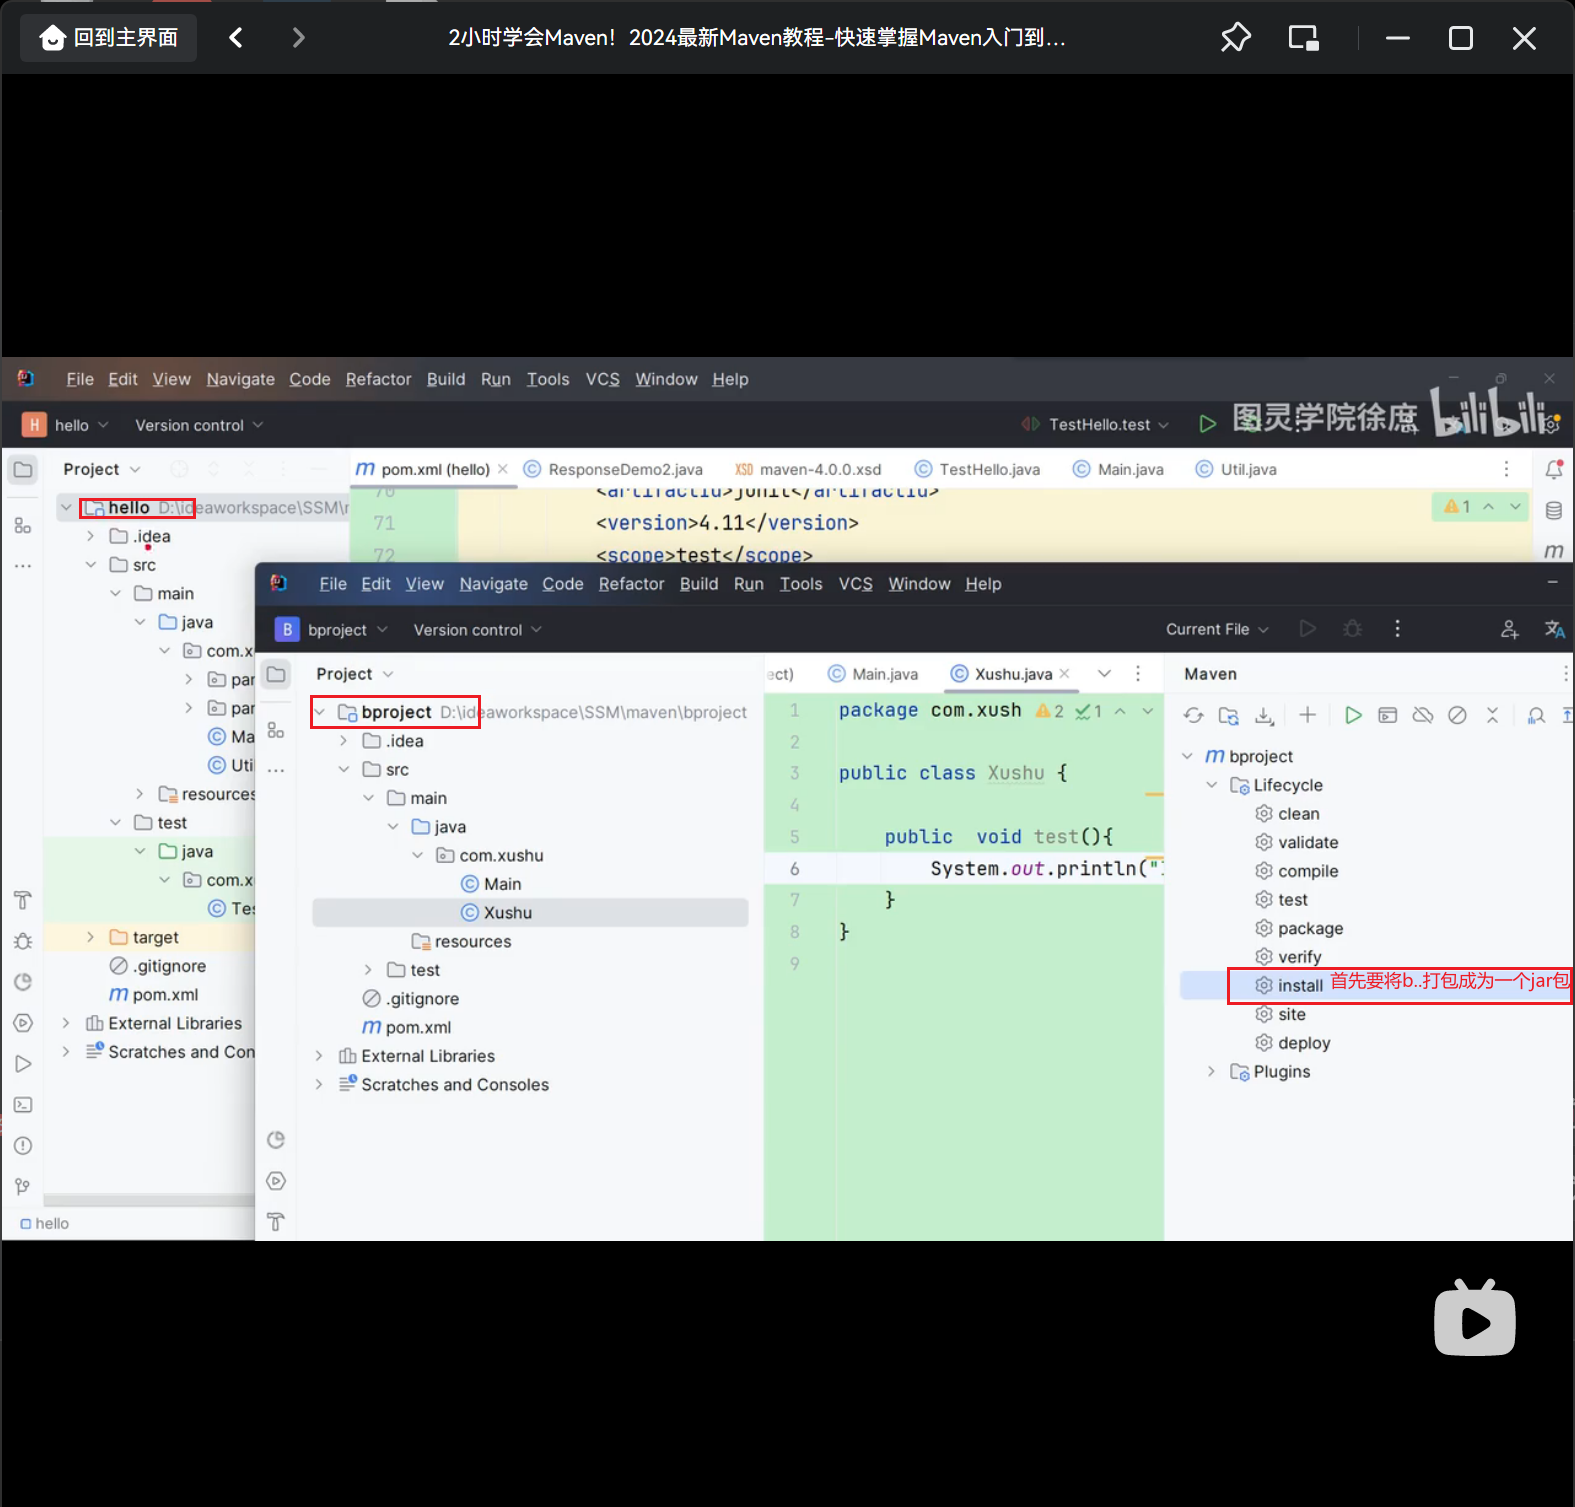 回到主界面
2小时学会Maven！2024最新Maven教程-快速掌握Maven入门到...
File Edit View Navigate Code Refactor Build Run Tools VCS Window Help
H hello Version control TestHello.test
图灵学院徐庶 bilibili
Project
pom.xml (hello) ResponseDemo2.java XSD maven-4.0.0.xsd TestHello.java Main.java Util.java
hello D:\ideaworkspace\SSM\
.idea
src
main
java
com.x
par
par
Ma
Uti
resources
test
java
com.x
Tes
target
.gitignore
pom.xml
External Libraries
Scratches and Con
hello
70 <artifactId>junit</artifactId>
71 <version>4.11</version>
72 <scope>test</scope>
1
File Edit View Navigate Code Refactor Build Run Tools VCS Window Help
B bproject Version control Current File
Project
bproject D:\ideaworkspace\SSM\maven\bproject
.idea
src
main
java
com.xushu
Main
Xushu
resources
test
.gitignore
pom.xml
External Libraries
Scratches and Consoles
ect) Main.java Xushu.java
1 package com.xush 2 1
2
3 public class Xushu {
4
5 public void test(){
6 System.out.println("
7 }
8 }
9
Maven
bproject
Lifecycle
clean
validate
compile
test
package
verify
install 首先要将b..打包成为一个jar包
site
deploy
Plugins